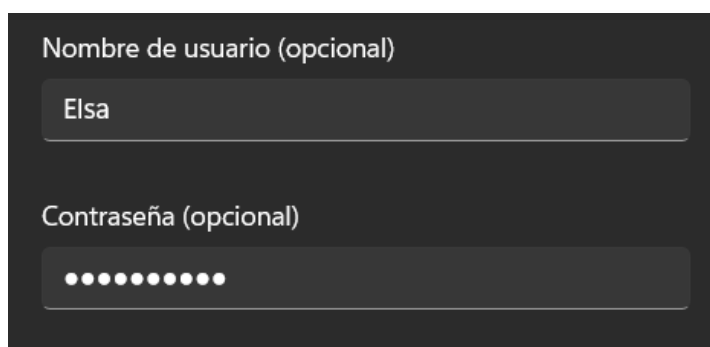 Nombre de usuario (opcional)
Elsa
Contraseña (opcional)
●●●●●●●●●●